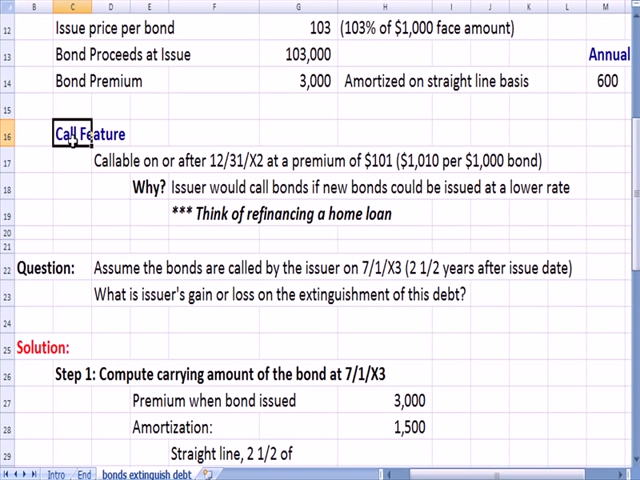 B C D E F G H I J K L M
12 Issue price per bond 103 (103% of $1,000 face amount)
13 Bond Proceeds at Issue 103,000 Annual
14 Bond Premium 3,000 Amortized on straight line basis 600
15
16 Call Feature
17 Callable on or after 12/31/X2 at a premium of $101 ($1,010 per $1,000 bond)
18 Why? Issuer would call bonds if new bonds could be issued at a lower rate
19 *** Think of refinancing a home loan
20
21
22 Question: Assume the bonds are called by the issuer on 7/1/X3 (2 1/2 years after issue date)
23 What is issuer's gain or loss on the extinguishment of this debt?
24
25 Solution:
26 Step 1: Compute carrying amount of the bond at 7/1/X3
27 Premium when bond issued 3,000
28 Amortization: 1,500
29 Straight line, 2 1/2 of
Intro End bonds extinguish debt